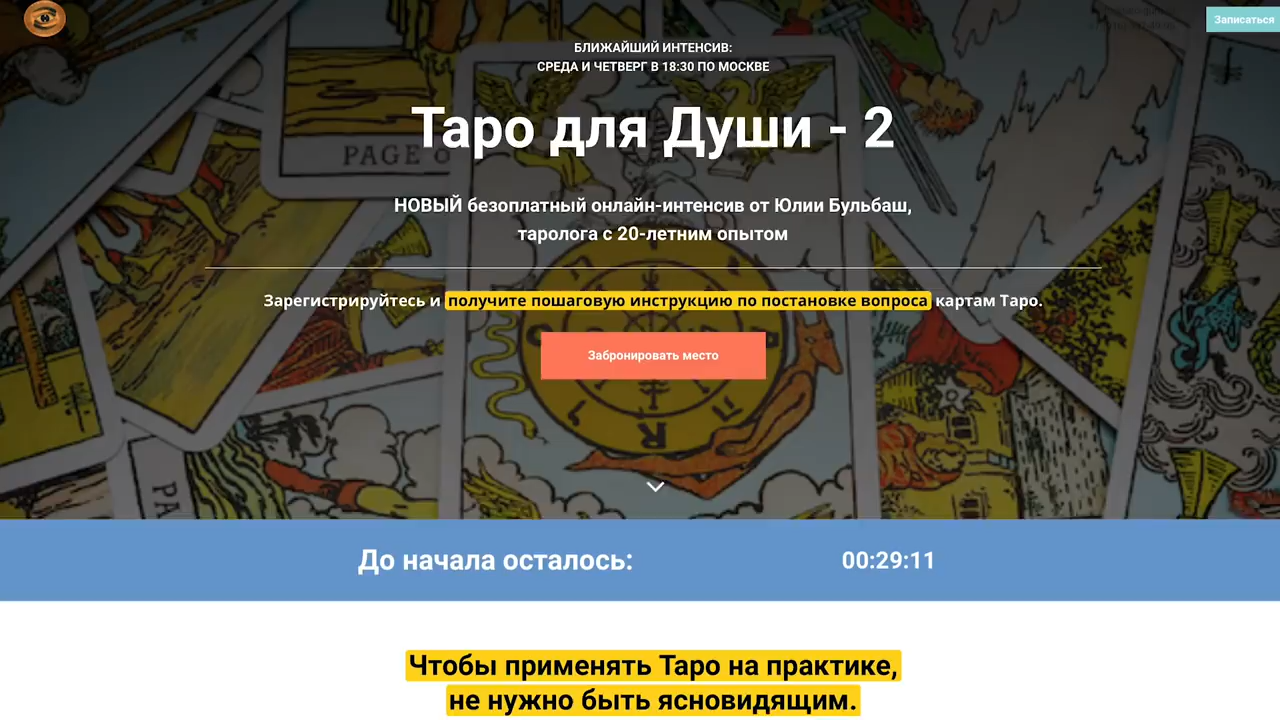 Записаться
БЛИЖАЙШИЙ ИНТЕНСИВ:
СРЕДА И ЧЕТВЕРГ В 18:30 ПО МОСКВЕ
Таро для Души - 2
PAGE O
НОВЫЙ безоплатный онлайн-интенсив от Юлии Бульбаш,
таролога с 20-летним опытом
Зарегистрируйтесь и получите пошаговую инструкцию по постановке вопроса картам Таро.
Забронировать место
PA
До начала осталось: 00:29:11
Чтобы применять Таро на практике,
не нужно быть ясновидящим.